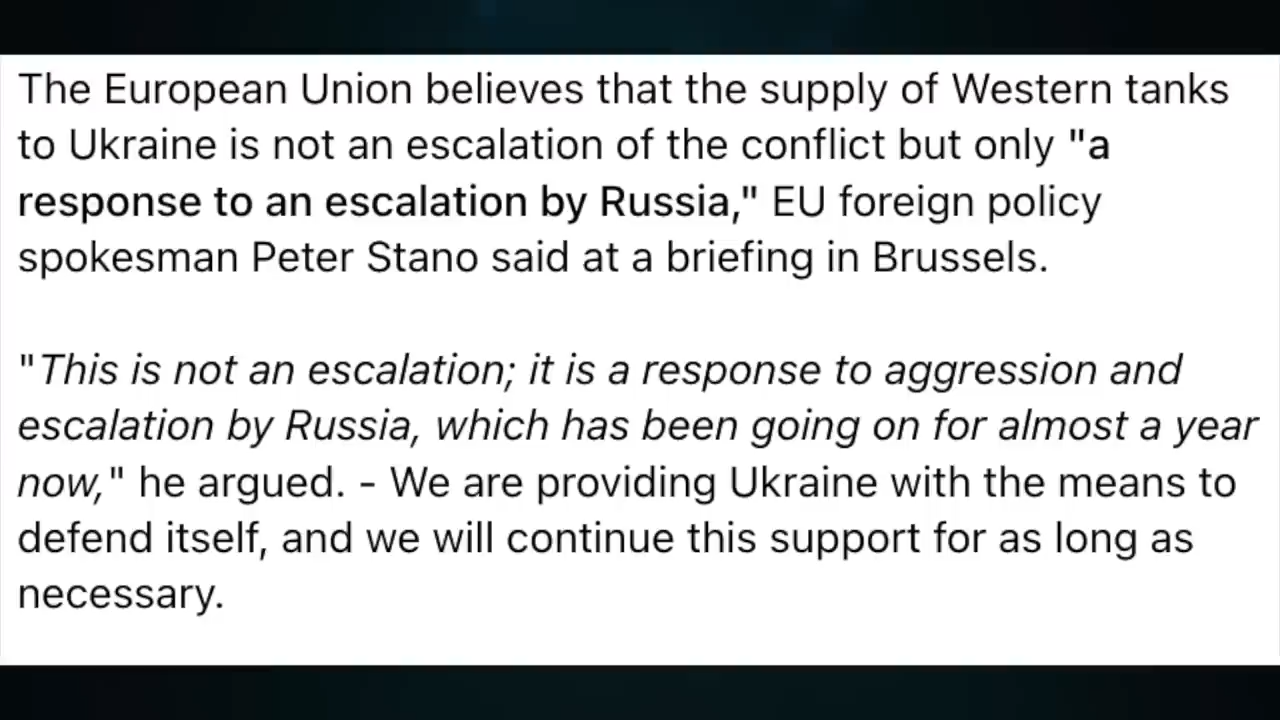 The European Union believes that the supply of Western tanks
to Ukraine is not an escalation of the conflict but only "a
response to an escalation by Russia," EU foreign policy
spokesman Peter Stano said at a briefing in Brussels.
"This is not an escalation; it is a response to aggression and
escalation by Russia, which has been going on for almost a year
now," he argued. - We are providing Ukraine with the means to
defend itself, and we will continue this support for as long as
necessary.